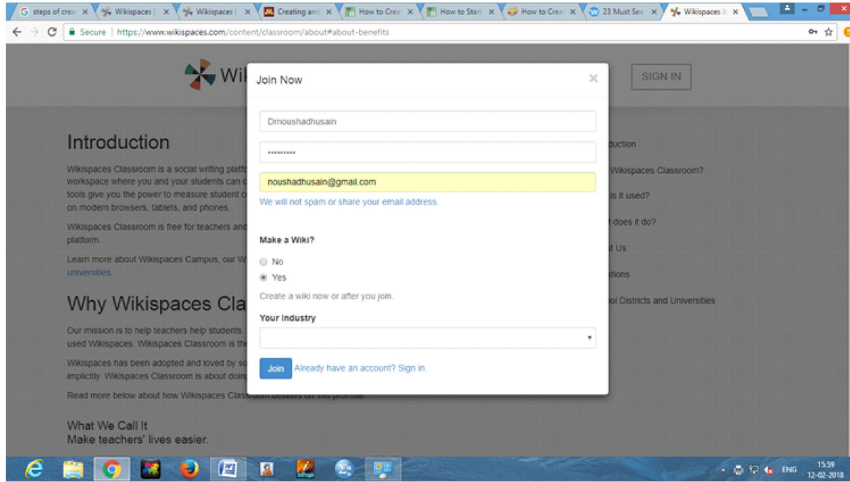 steps of crea
Wikispaces |
Wikispaces |
Creating and
How to Crea
How to Start
How to Crea
23 Must See
Wikispaces
Secure | https://www.wikispaces.com/content/classroom/about#about-benefits
Wiki
SIGN IN
Join Now
Drnoushadhusain
noushadhusain@gmail.com
We will not spam or share your email address.
Make a Wiki?
No
Yes
Create a wiki now or after you join.
Your Industry
Join Already have an account? Sign in.
Introduction
Wikispaces Classroom is a social writing platfo
workspace where you and your students can c
tools give you the power to measure student o
on modern browsers, tablets, and phones.
Wikispaces Classroom is free for teachers and
platform.
Learn more about Wikispaces Campus, our W
universities.
Why Wikispaces Cla
Our mission is to help teachers help students.
used Wikispaces. Wikispaces Classroom is the
Wikispaces has been adopted and loved by so
implicitly. Wikispaces Classroom is about doing
Read more below about how Wikispaces Classroom delivers on this promise.
What We Call It
Make teachers' lives easier.
duction
Wikispaces Classroom?
is it used?
t does it do?
t Us
tions
ol Districts and Universities
ENG
15:59
12-02-2018